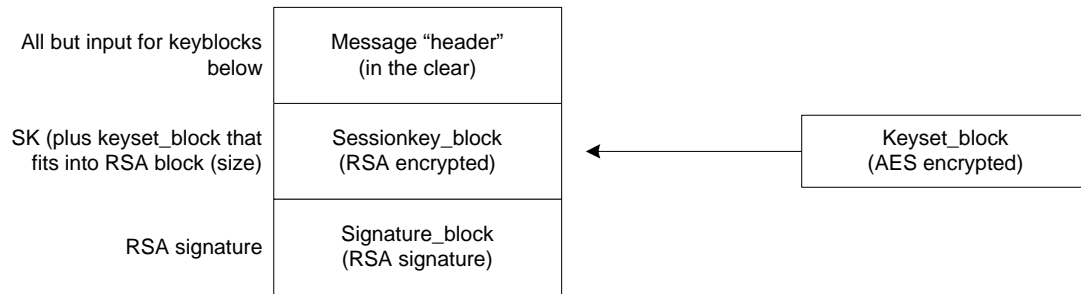 All but input for keyblocks
below
Message “header”
(in the clear)
SK (plus keyset_block that
fits into RSA block (size)
Sessionkey_block
(RSA encrypted)
Keyset_block
(AES encrypted)
RSA signature
Signature_block
(RSA signature)